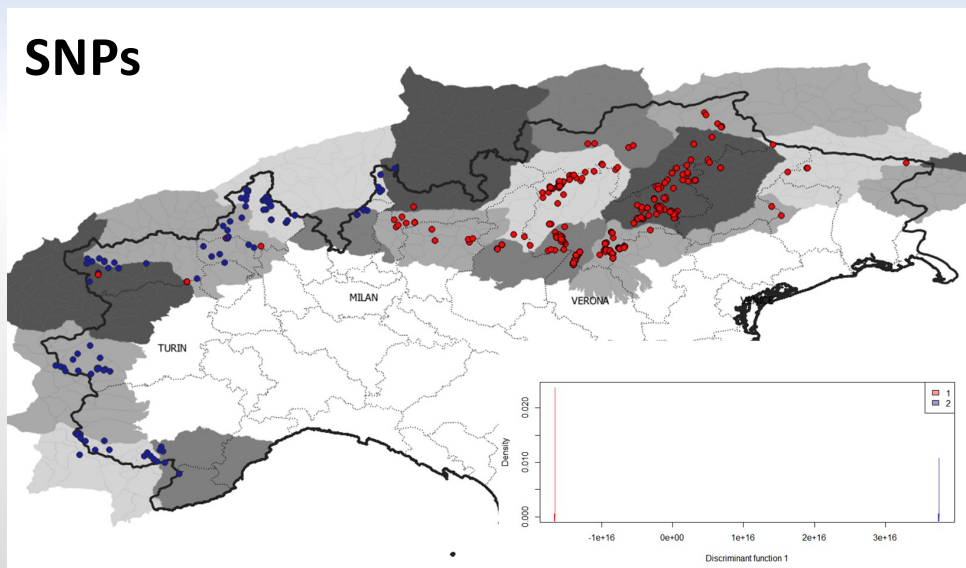 SNPs
MILAN
VERONA
TURIN
1
2
0.020
0.010
0.000
Density
-1e+16
0e+00
1e+16
2e+16
3e+16
Discriminant function 1